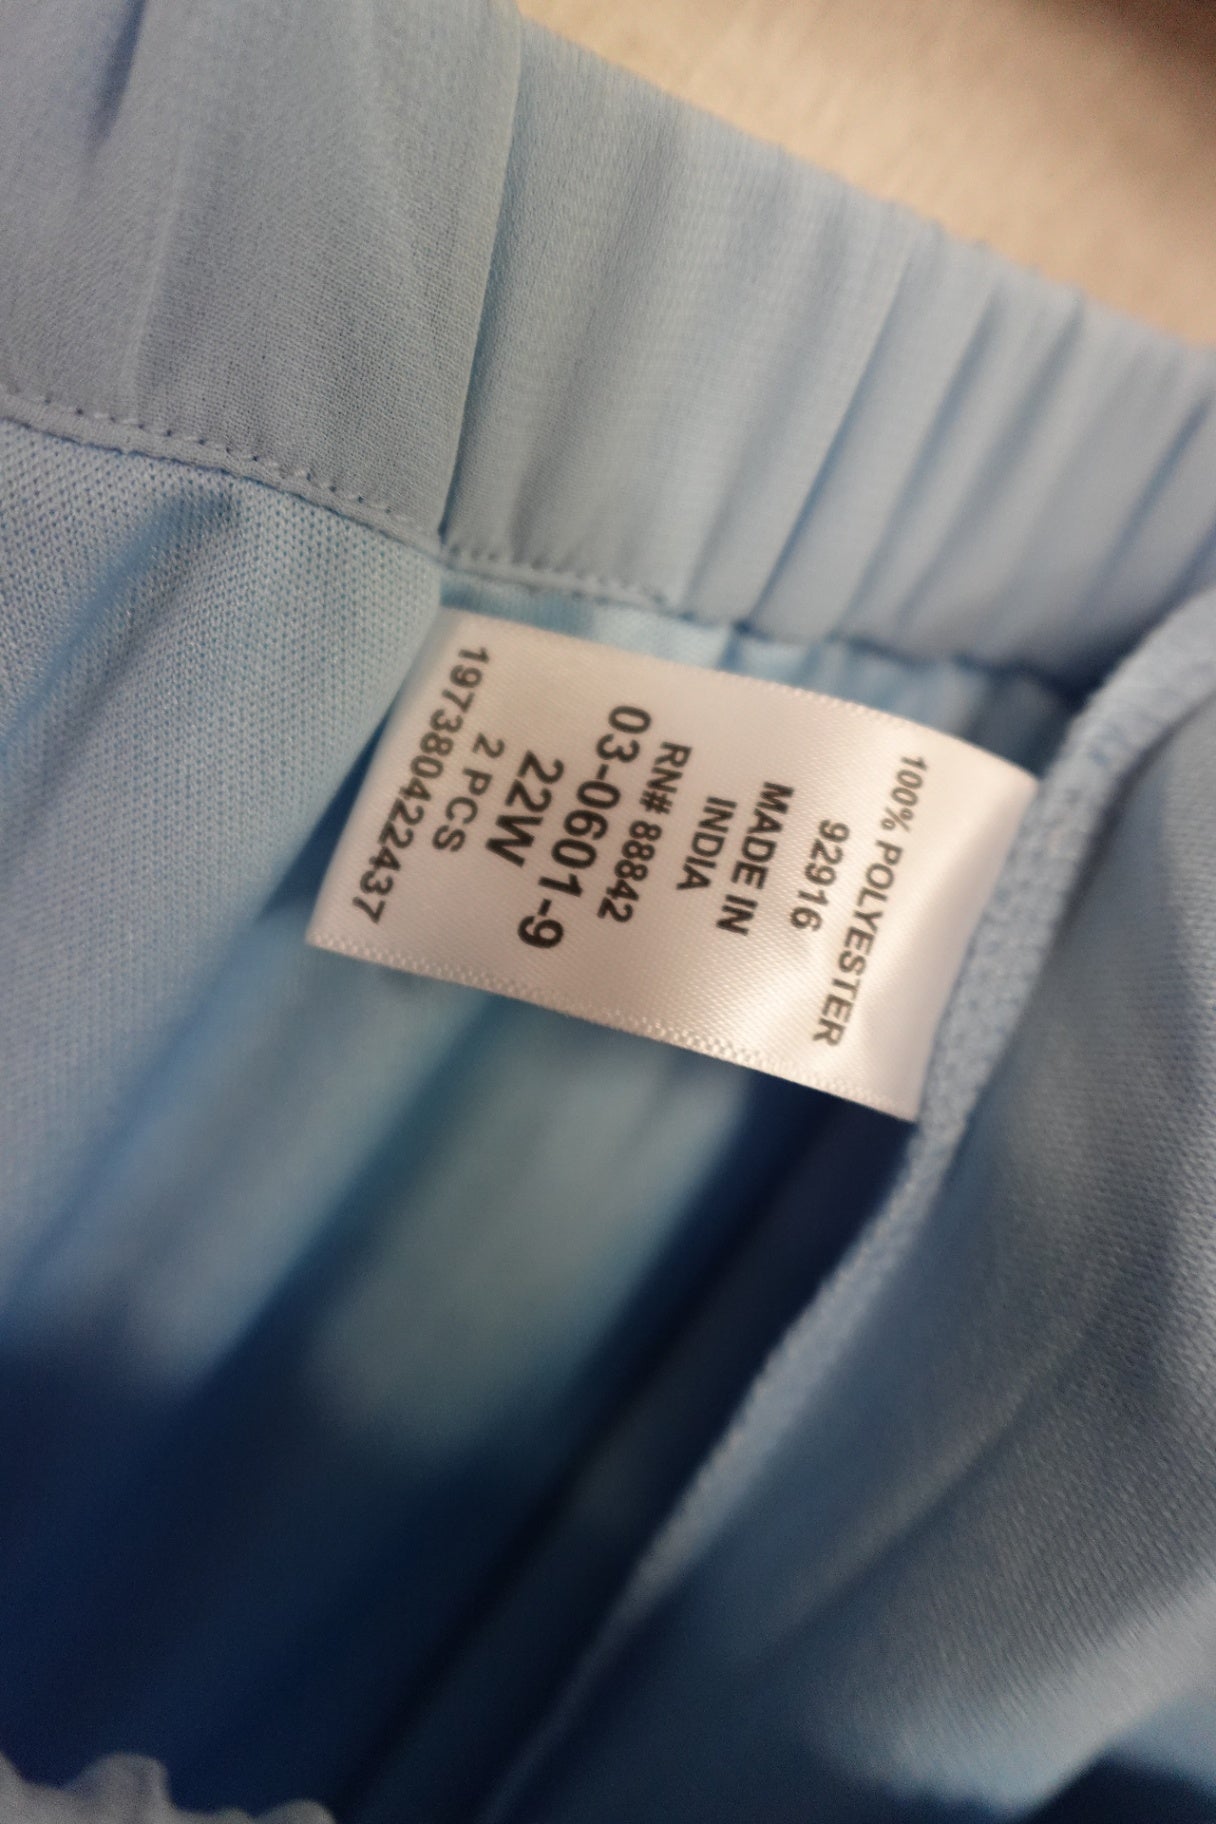 100% POLYESTER
92916
MADE IN
INDIA
RN# 88842
03-0601-9
22W
2 PCS
197380422437